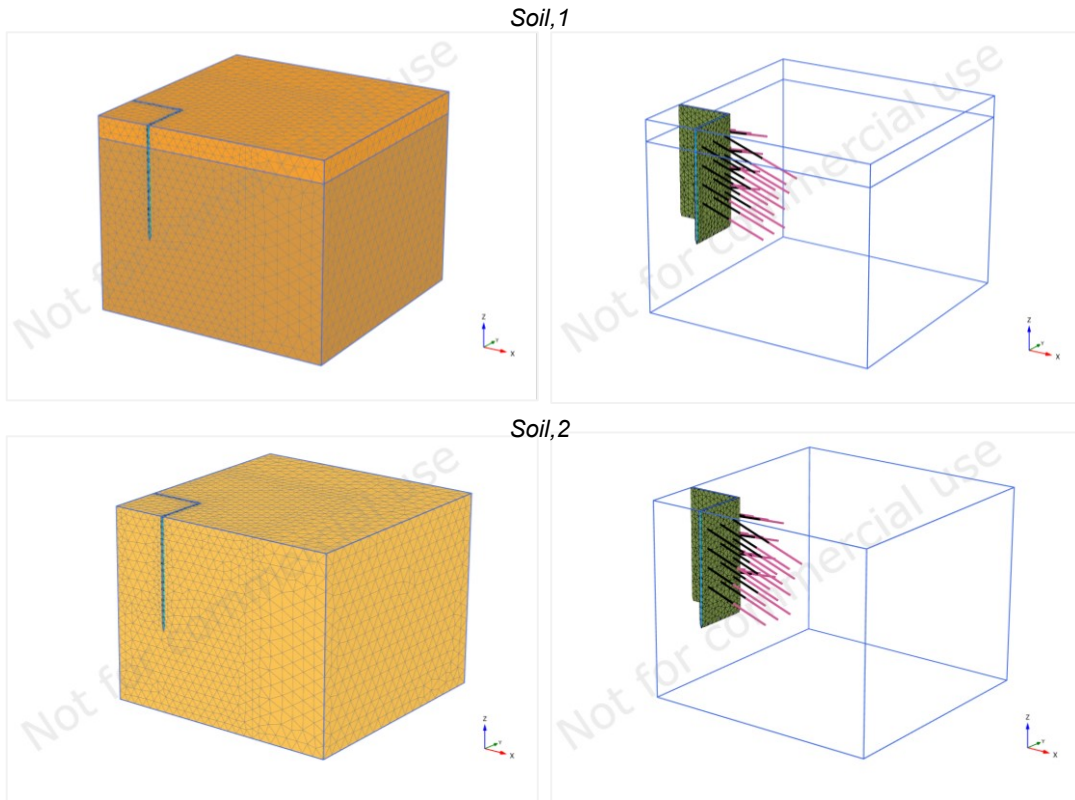 Soil,1
Not for commercial use
Not for commercial use
z
y
x
z
y
x
Soil,2
Not for commercial use
Not for commercial use
z
y
x
z
y
x